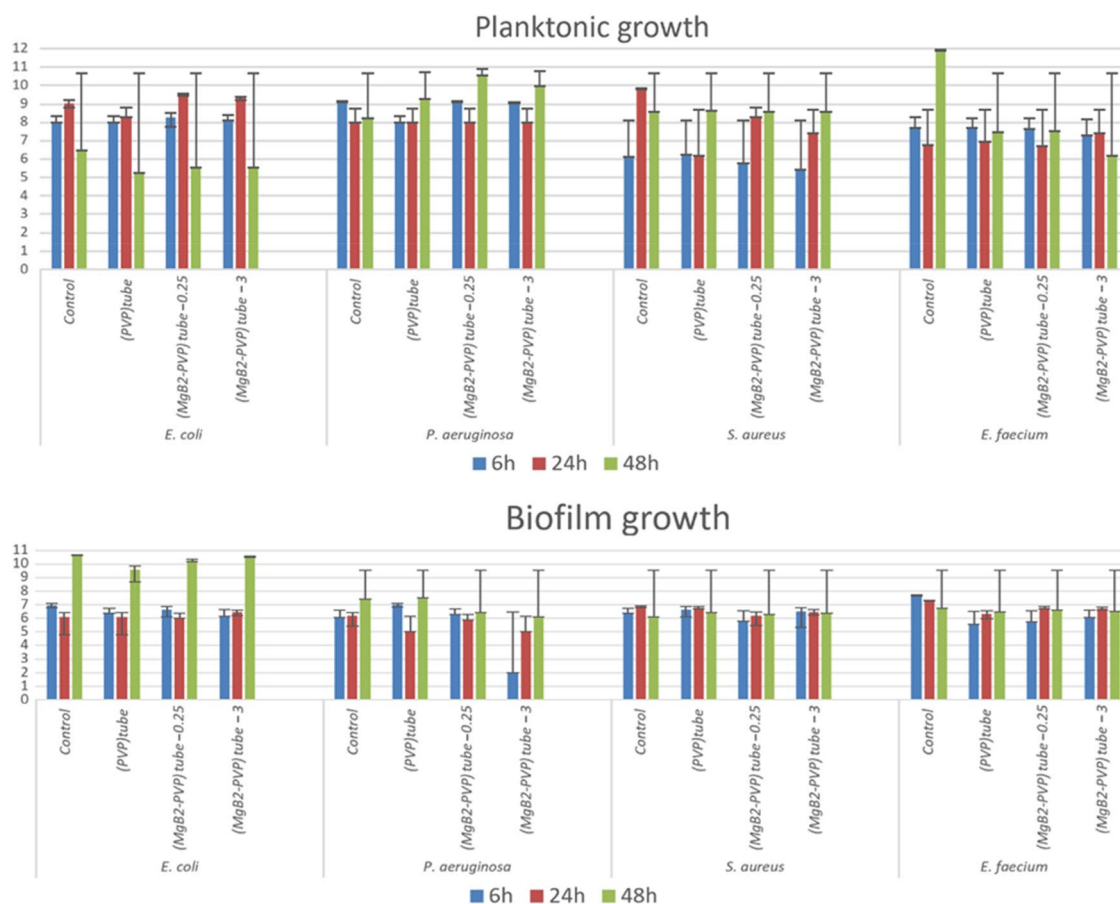 Planktonic growth
12
11
10
9
8
7
6
5
4
3
2
1
0
Control
(PVP)tube
(MgB2-PVP) tube−0.25
(MgB2-PVP) tube − 3
Control
(PVP)tube
(MgB2-PVP) tube−0.25
(MgB2-PVP) tube − 3
Control
(PVP)tube
(MgB2-PVP) tube−0.25
(MgB2-PVP) tube − 3
Control
(PVP)tube
(MgB2-PVP) tube−0.25
(MgB2-PVP) tube − 3
E. coli P. aeruginosa S. aureus E. faecium
6h 24h 48h
Biofilm growth
11
10
9
8
7
6
5
4
3
2
1
0
Control
(PVP)tube
(MgB2-PVP) tube−0.25
(MgB2-PVP) tube − 3
Control
(PVP)tube
(MgB2-PVP) tube−0.25
(MgB2-PVP) tube − 3
Control
(PVP)tube
(MgB2-PVP) tube−0.25
(MgB2-PVP) tube − 3
Control
(PVP)tube
(MgB2-PVP) tube−0.25
(MgB2-PVP) tube − 3
E. coli P. aeruginosa S. aureus E. faecium
6h 24h 48h